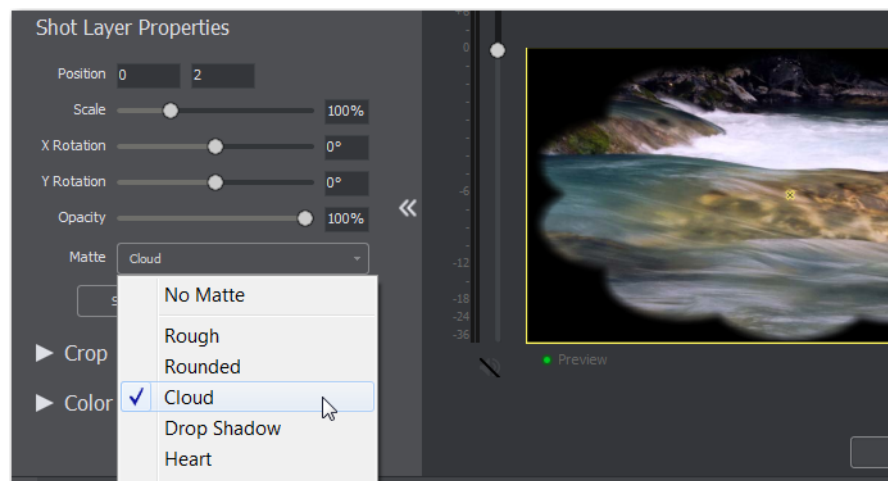 Shot Layer Properties
Position 0 2
Scale 100%
X Rotation 0°
Y Rotation 0°
Opacity 100%
Matte Cloud
No Matte
Rough
Rounded
Cloud
Drop Shadow
Heart
Crop
Color
0
-6
-12
-18
-24
-36
Preview